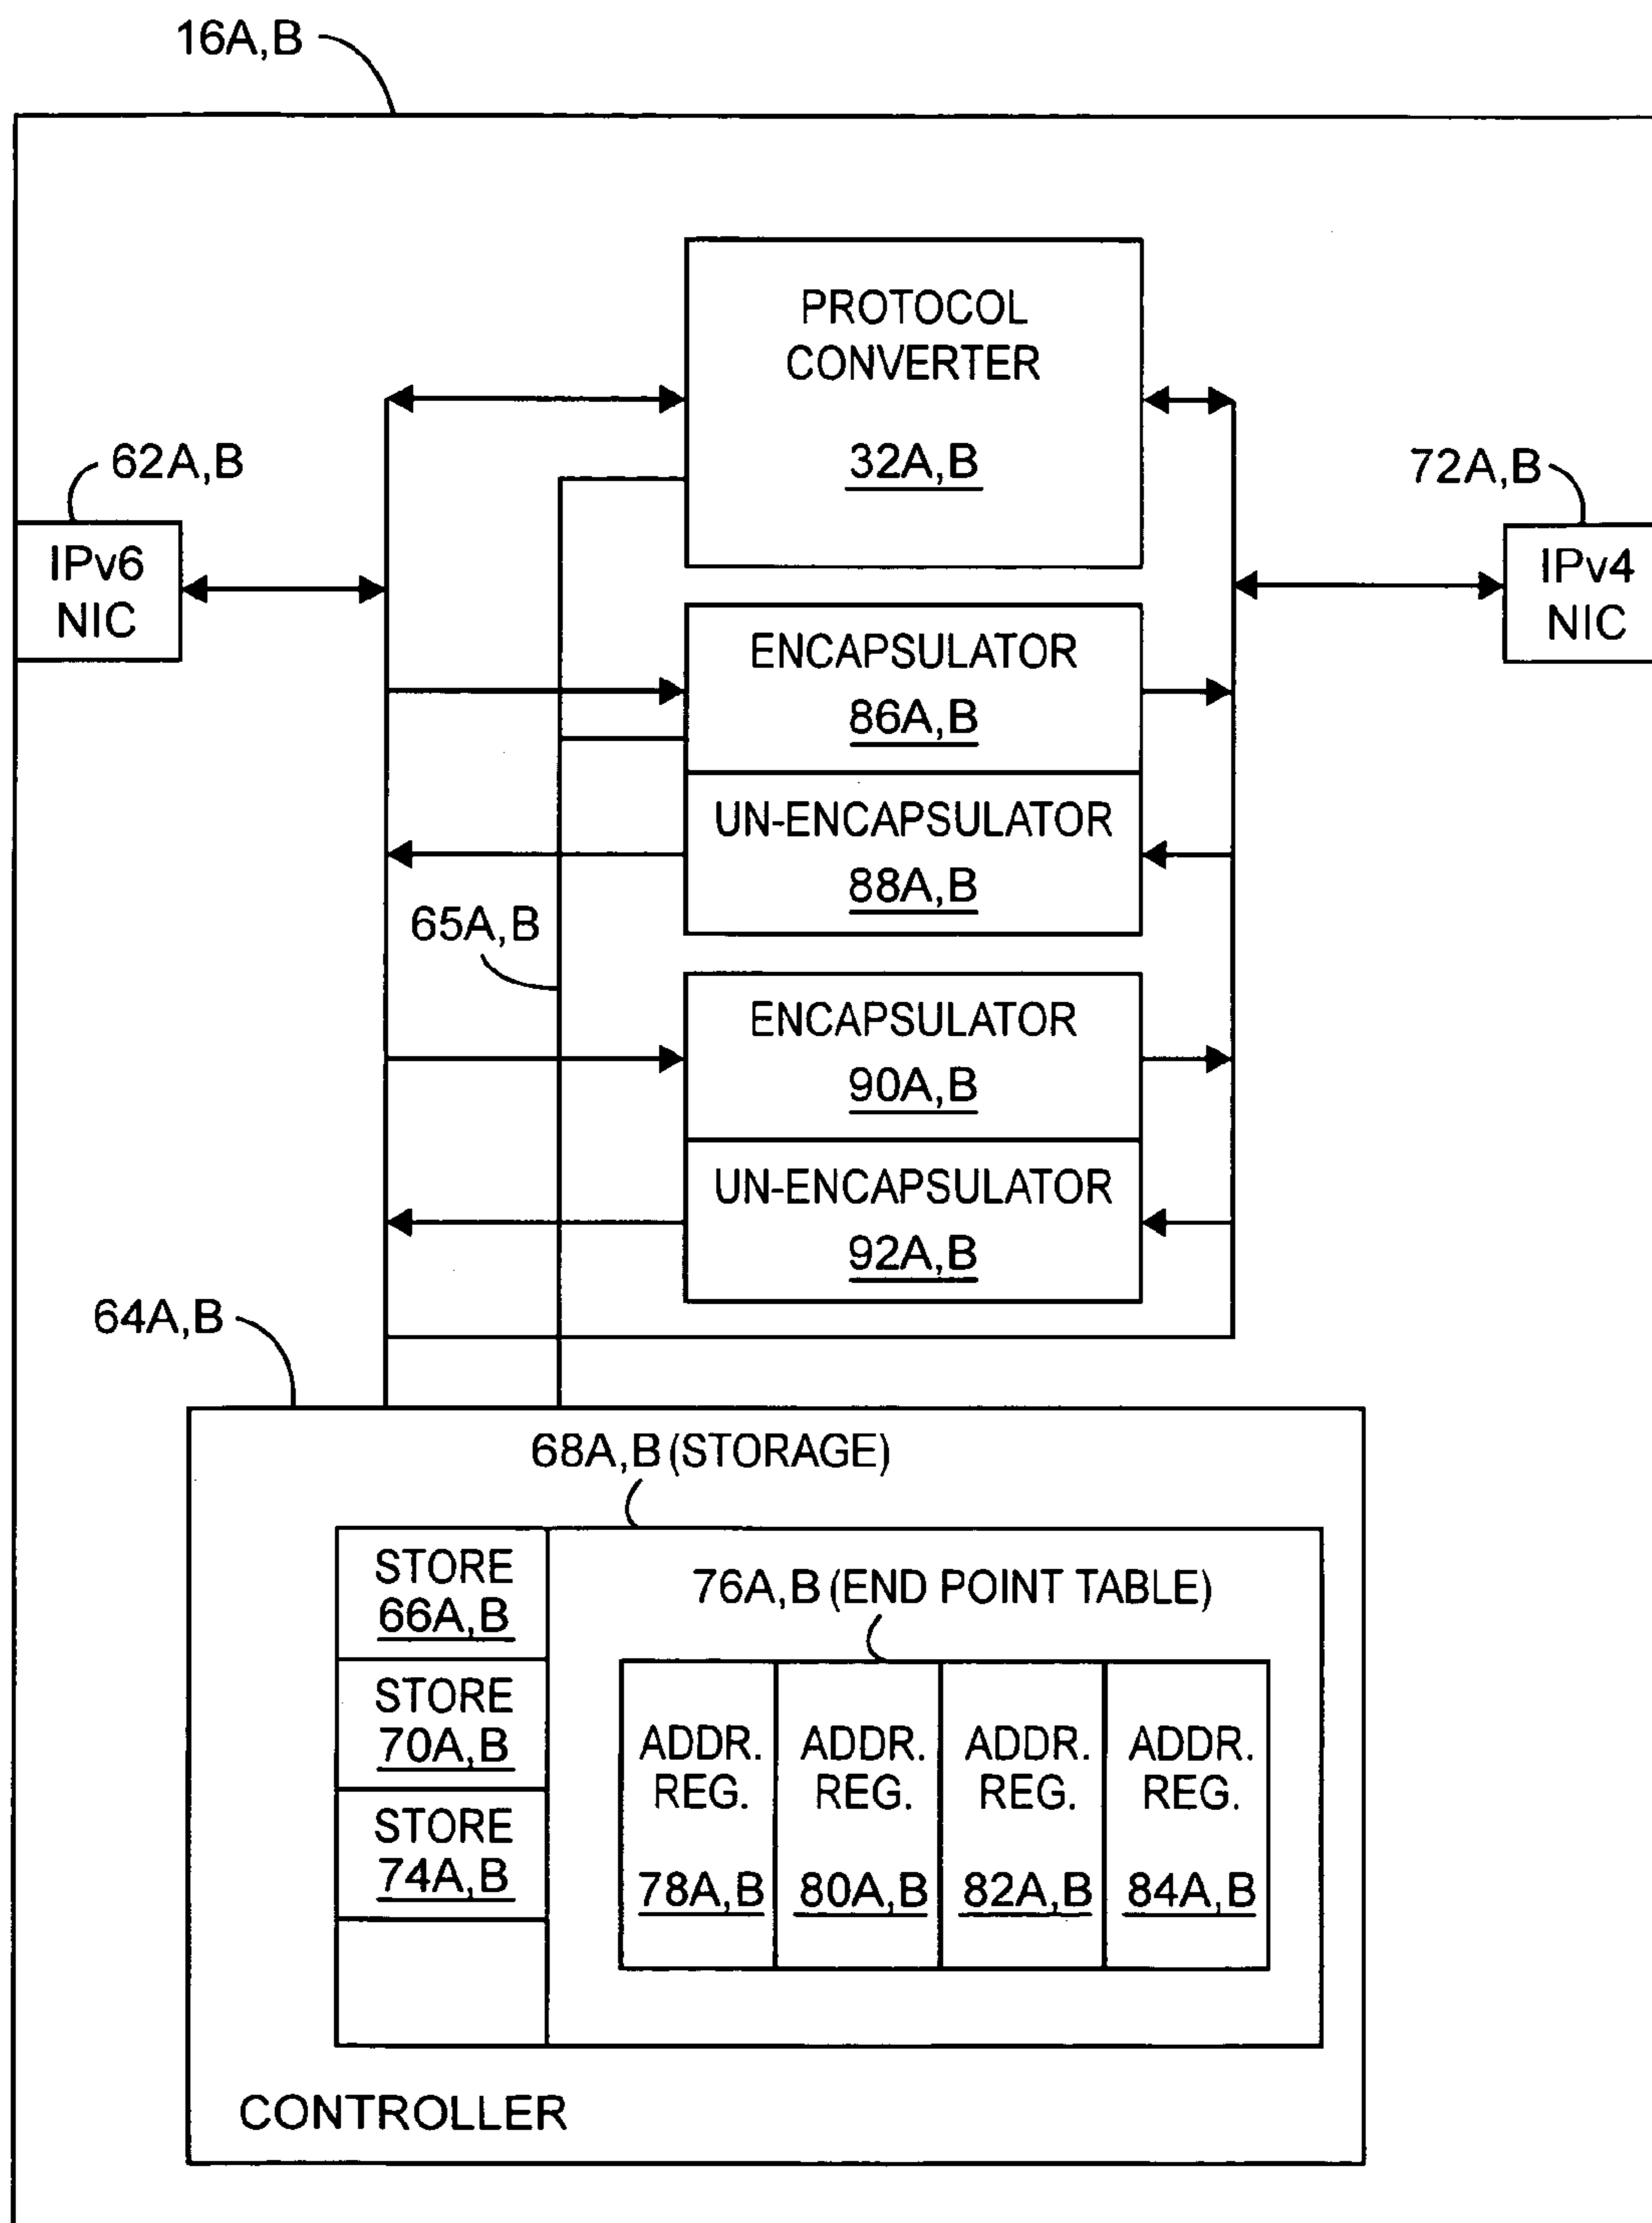 16A,B
PROTOCOL
CONVERTER
32A,B
62A,B
72A,B
IPv6
NIC
IPv4
NIC
ENCAPSULATOR
86A,B
UN-ENCAPSULATOR
88A,B
65A,B
ENCAPSULATOR
90A,B
UN-ENCAPSULATOR
92A,B
64A,B
68A,B (STORAGE)
STORE
66A,B
76A,B (END POINT TABLE)
STORE
70A,B
STORE
74A,B
ADDR.
REG.
78A,B
ADDR.
REG.
80A,B
ADDR.
REG.
82A,B
ADDR.
REG.
84A,B
CONTROLLER